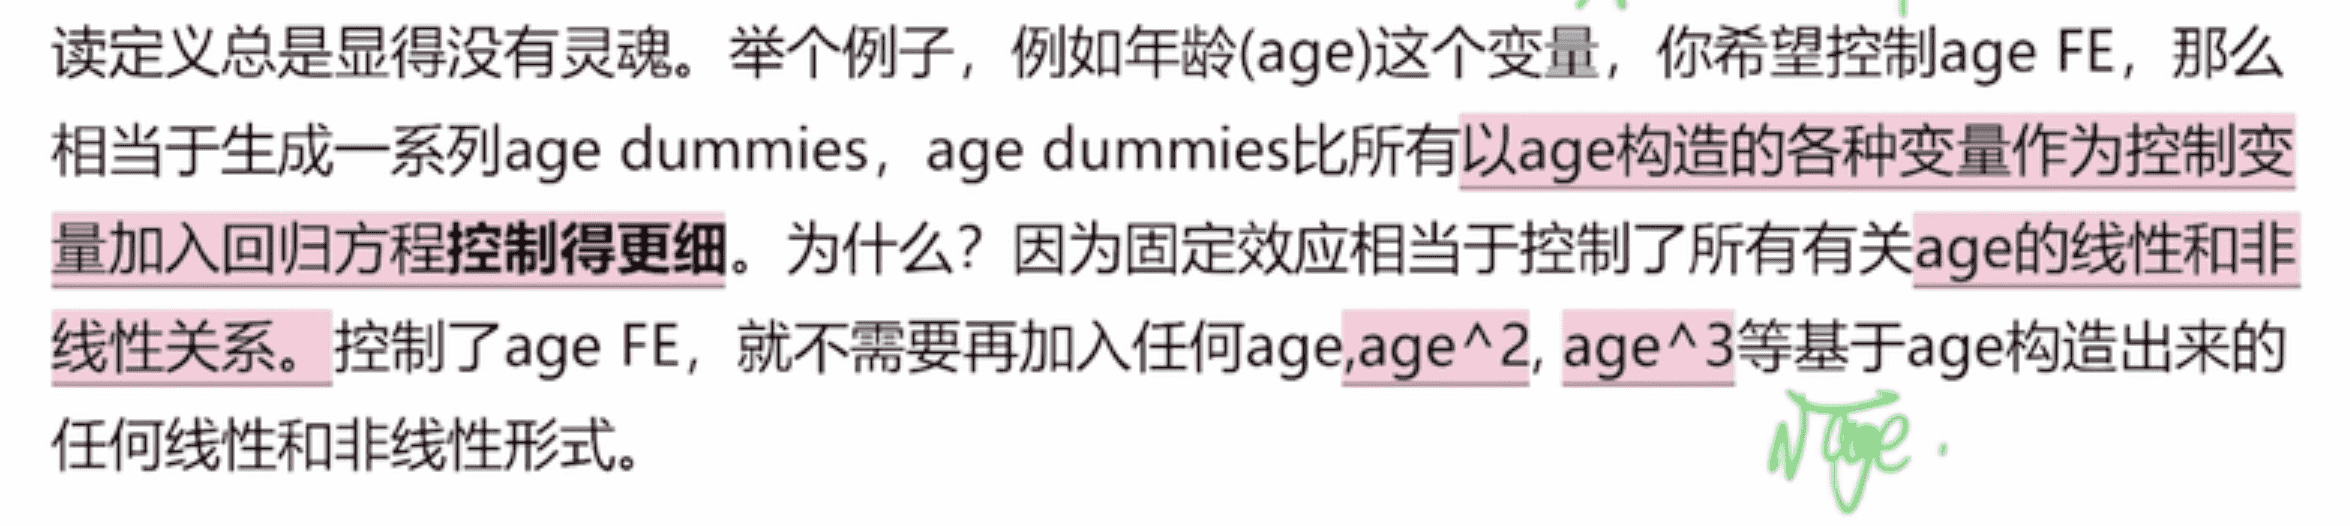 读定义总是显得没有灵魂。举个例子，例如年龄(age)这个变量，你希望控制age FE，那么
相当于生成一系列age dummies，age dummies比所有以age构造的各种变量作为控制变
量加入回归方程控制得更细。为什么？因为固定效应相当于控制了所有有关age的线性和非
线性关系。控制了age FE，就不需要再加入任何age,age^2, age^3等基于age构造出来的
任何线性和非线性形式。
√age.